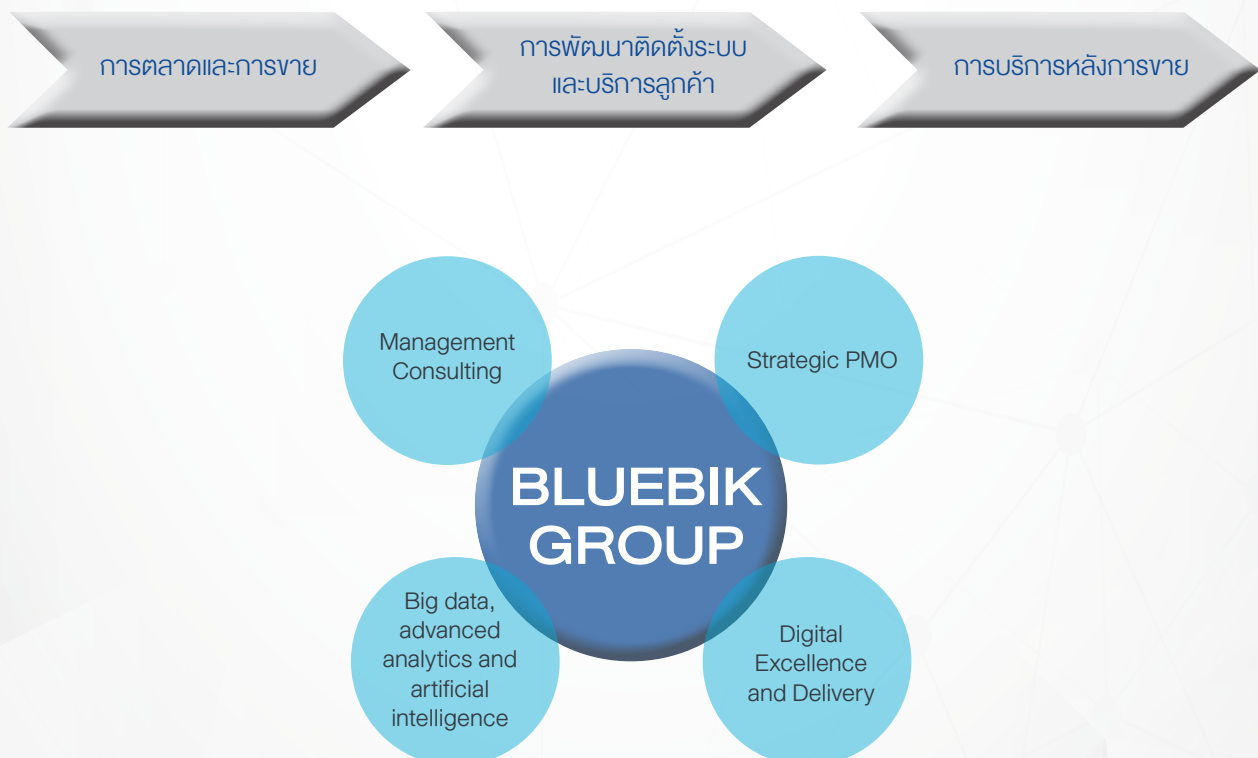 การตลาดและการขาย
การพัฒนาติดตั้งระบบ
และบริการลูกค้า
การบริการหลังการขาย
Management
Consulting
Strategic PMO
BLUEBIK
GROUP
Big data,
advanced
analytics and
artificial
intelligence
Digital
Excellence
and Delivery